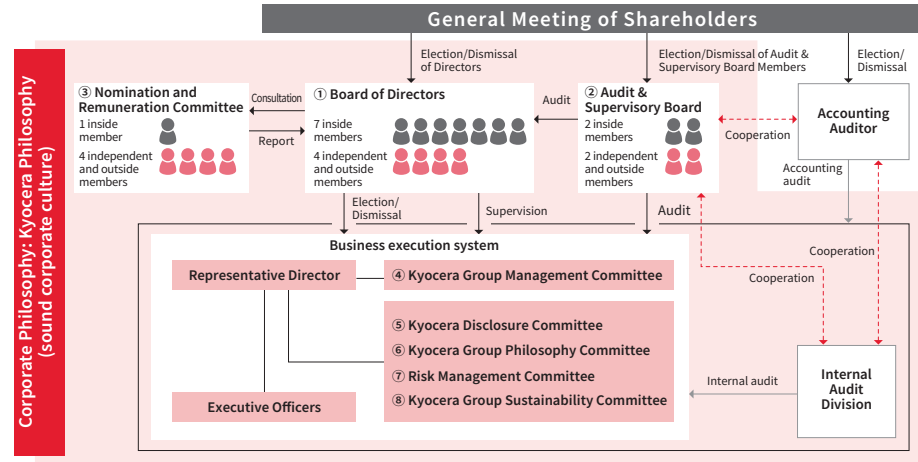 General Meeting of Shareholders
Corporate Philosophy: Kyocera Philosophy
(sound corporate culture)
Election/Dismissal
of Directors
Election/Dismissal of Audit &
Supervisory Board Members
Election/
Dismissal
③ Nomination and
Remuneration Committee
1 inside
member
4 independent
and outside
members
Consultation
Report
① Board of Directors
7 inside
members
4 independent
and outside
members
Audit
② Audit &
Supervisory Board
2 inside
members
2 independent
and outside
members
Cooperation
Accounting
Auditor
Accounting
audit
Election/
Dismissal
Supervision
Audit
Cooperation
Cooperation
Business execution system
Representative Director
④ Kyocera Group Management Committee
⑤ Kyocera Disclosure Committee
⑥ Kyocera Group Philosophy Committee
⑦ Risk Management Committee
⑧ Kyocera Group Sustainability Committee
Executive Officers
Internal audit
Internal
Audit
Division